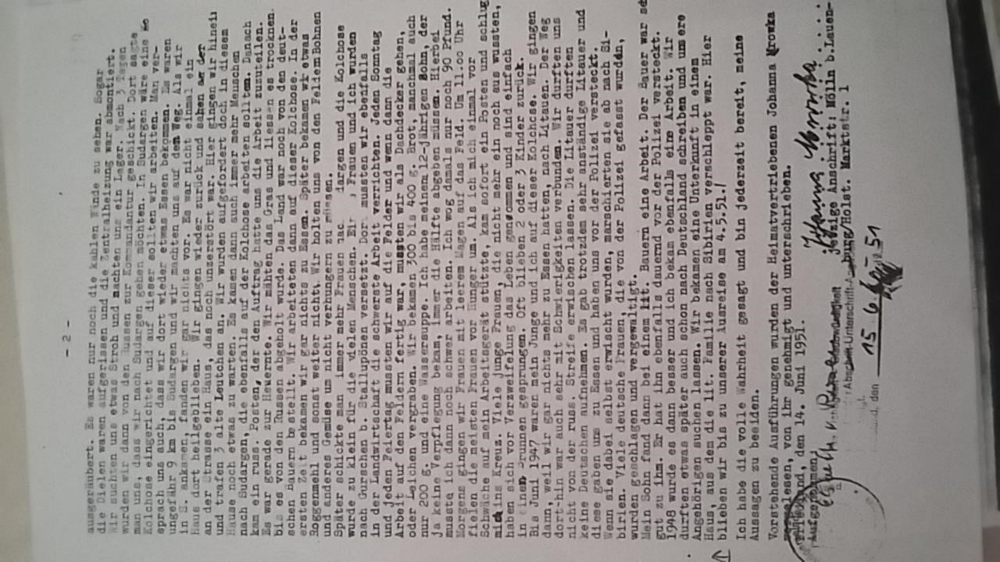 - 2 -
ausgeräubert. Es waren nur noch die kahlen Wände zu sehen. Sogar
die Dielen waren aufgerissen und die Zentralheizung war abmontiert.
Wir suchten uns etwas Stroh und machten uns ein Lager. Nach 3 Tagen
wurden wir dann von den Russen zur Kommandantur geschickt. Dort sagte
man uns, dass wir nach Sudargen gehen möchten. In Sudargen wäre eine
Kolchose eingerichtet und auf dieser sollten wir arbeiten. Man ver-
sprach uns auch, dass wir dort wieder etwas Essen bekommen. Es waren
ungefähr 9 km bis Sudargen und wir machten uns auf dem Weg. Als wir
in S. ankamen, fanden wir gar nichts vor. Es war nicht einmal ein
Haus dort heilgeblieben. Wir gingen wieder zurück und sahen an der
an der Strasse ein Haus, das noch unzerstört war. Hier gingen wir hinein
und trafen 3 alte Leutchen an. Wir wurden aufgefordert doch in diesem
Hause noch etwas zu warten. Es kamen dann auch immer mehr Menschen
nach Sudargen, die ebenfalls auf der Kolchose arbeiten sollten. Danach
kam ein russ. Posten, der den Auftrag hatte uns die Arbeit zuzuteilen.
Es war gerade zur Heuernte. Wir mähten das Gras und liessen es trocknen.
bis es von den Russen abgeholt wurde. Das Land war noch von den deut-
schen Bauern bestellt. Wir arbeiteten dann auf dieser Kolchose. In der
ersten Zeit bekamen wir gar nichts zu Essen. Später bekamen wir etwas
Roggenmehl und sonst weiter nichts. Wir holten uns von den Feldern Bohnen
und anderes Gemüse um nicht verhungern zu müssen.
Später schickte man immer mehr Frauen nac dargen und die Kolchose
wurde zu klein für die vielen Menschen. Ei Frauen und ich wurden
nach Gurschen b. Stallupönen versetzt. Dort mussten wir ebenfalls
in der Landwirtschaft die schwerste Arbeit verrichten. Jeden Sonntag
und jeden Feiertag mussten wir auf die Felder und wenn dann die
Arbeit auf den Feldern fertig war, mussten wir als Dachdecker gehen,
oder Leichen vergraben. Wir bekamen 300 bis 400 g. Brot, manchmal auch
nur 200 g. und eine Wassersuppe. Ich habe meinem 12-jährigen Sohn, der
ja keine Verpflegung bekam, immer die Hälfte abgeben müssen. Hierbei
musste ich dann noch schwer arbeiten. Ich wog damals nur noch 90 Pfund.
Morgens gingen wir Frauen mit leerem Magen auf das Feld. Um 11.00 Uhr
fielen die meisten Frauen vor Hunger um. Als ich mich einmal vor
Schwäche auf mein Arbeitsgerät stützte, kam sofort ein Posten und schlug
mich ins Kreuz. Viele junge Frauen, die nicht mehr ein noch aus wussten,
haben sich vor Verzweifelung das Leben genommen und sind einfach
in einen Brunnen gesprungen. Oft blieben 2 oder 3 Kinder zurück.
Bis Juni 1947 waren mein Junge und ich auf dieser Kolchose. Wir gingen
dann, weil wir gar nichts mehr zu Essen hatten, nach Litauen. Der Weg
dort-hin war auch sehr mit Schwierigkeiten verbunden. Wir durften uns
nicht von der russ. Streife erwischen lassen. Die Litauer durften
keine Deutschen aufnehmen. Es gab trotzdem sehr anständige Litauer und
diese gaben uns zu Essen und haben uns vor der Polizei versteckt.
Wenn sie dabei selbst erwischt wurden, marschierten sie ab nach Si-
birien. Viele deutsche Frauen, die von der Polizei gefasst wurden,
wurden geschlagen und vergewaltigt.
Mein Sohn fand dann bei einem lit. Bauern eine Arbeit. Der Bauer war
gut zu ihm. Er hat ihn ebenfalls dauernd vor der Polizei versteckt.
1948 wurde es dann besser und ich bekam ebenfalls eine Arbeit. Wir
durften etwas später auch schon nach Deutschland schreiben und unsere
Angehörigen suchen lassen. Wir bekamen eine Unterkunft in einem
Haus, aus dem die lit. Familie nach Sibirien verschleppt war. Hier
blieben wir bis zu unserer Ausreise am 4.5.51./
Ich habe die volle Wahrheit gesagt und bin jederzeit bereit, meine
Aussagen zu beeiden.
Vorstehende Ausführungen wurden der Heimatvertriebenen Johanna Mrowka
vorgelesen, von ihr genehmigt und unterschrieben.
Friedland, den 14. Juni 1951.
Aufgenommen:
Johanna Mrowka
jetzige Anschrift: Mölln b.Lauen-
burg/Holst. Marktstr. 1
Abschrift-Unterschrift
15 6. 51